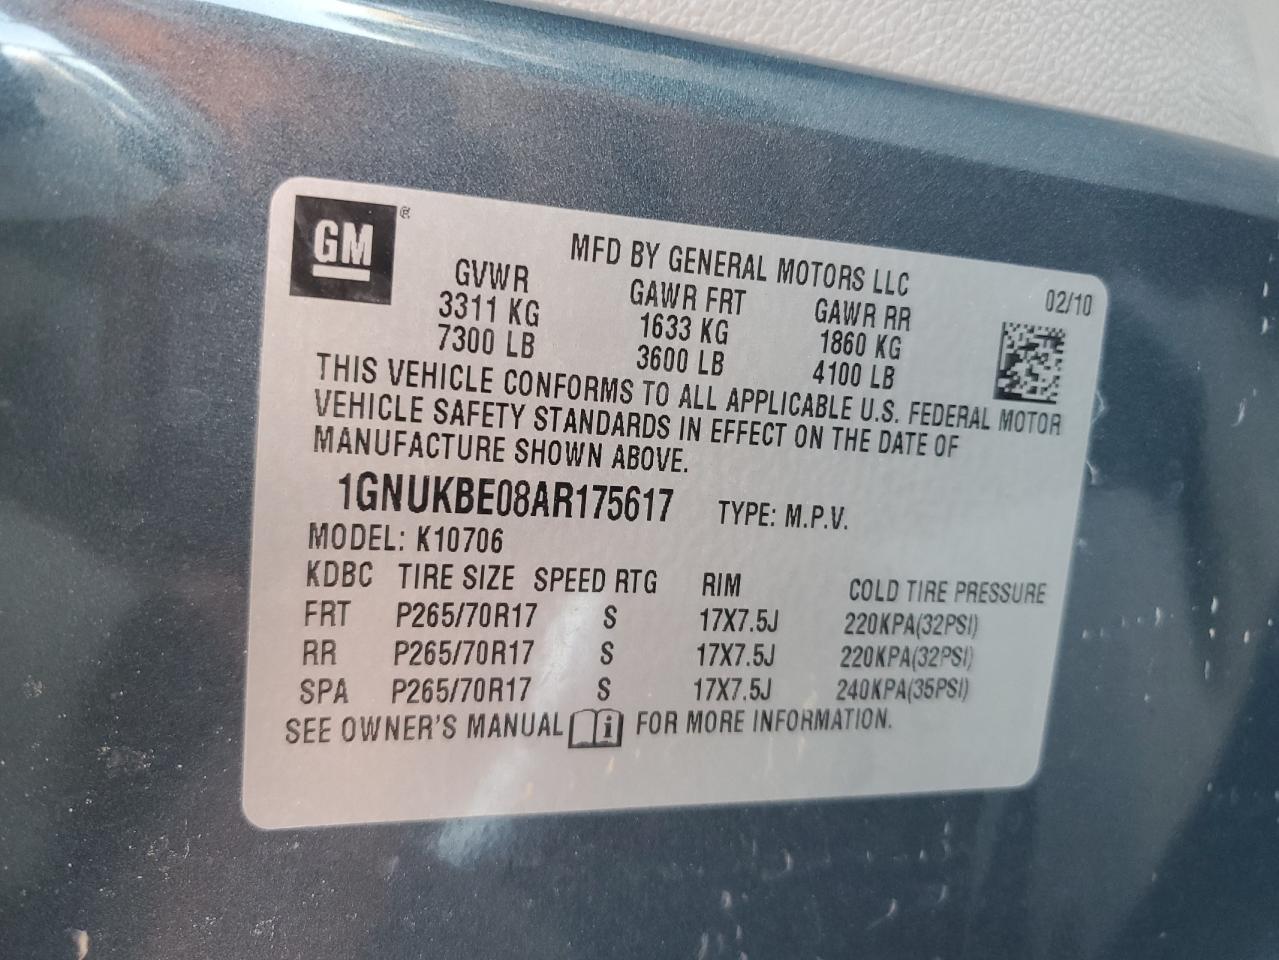 GM ®
MFD BY GENERAL MOTORS LLC
02/10
GVWR GAWR FRT GAWR RR
3311 KG 1633 KG 1860 KG
7300 LB 3600 LB 4100 LB
THIS VEHICLE CONFORMS TO ALL APPLICABLE U.S. FEDERAL MOTOR
VEHICLE SAFETY STANDARDS IN EFFECT ON THE DATE OF
MANUFACTURE SHOWN ABOVE.
1GNUKBE08AR175617 TYPE: M.P.V.
MODEL: K10706
KDBC TIRE SIZE SPEED RTG RIM COLD TIRE PRESSURE
FRT P265/70R17 S 17X7.5J 220KPA(32PSI)
RR P265/70R17 S 17X7.5J 220KPA(32PSI)
SPA P265/70R17 S 17X7.5J 240KPA(35PSI)
SEE OWNER'S MANUAL i FOR MORE INFORMATION.